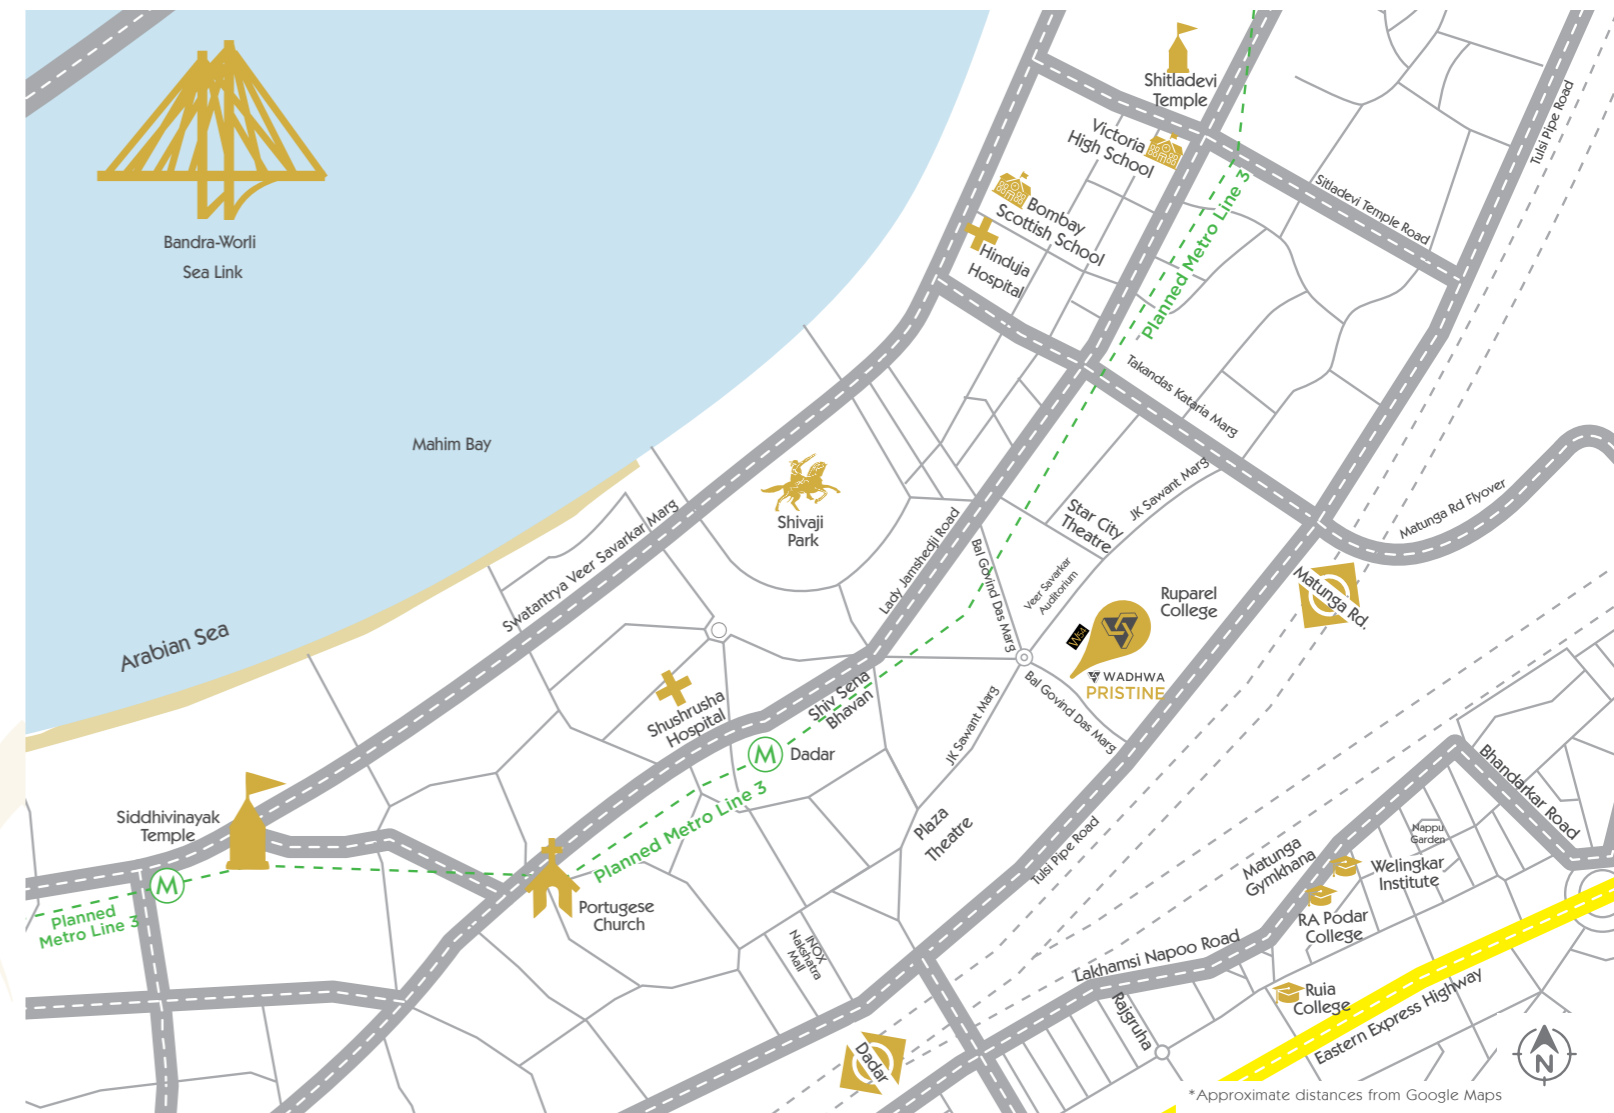 Shitladevi
Temple
Victoria
High School
Bombay
Scottish School
Hinduja
Hospital
Sitladevi Temple Road
Tulsi Pipe Road
Planned Metro Line 3
Bandra-Worli
Sea Link
Mahim Bay
Arabian Sea
Takandas Kataria Marg
JK Sawant Marg
Star City
Theatre
Matunga Rd Flyover
Shivaji
Park
Swatantrya Veer Savarkar Marg
Lady Jamshedji Road
Bal Govind Das Marg
Veer Savarkar
Auditorium
Ruparel
College
W54
WADHWA
PRISTINE
Matunga Rd.
Bal Govind Das Marg
JK Sawant Marg
Shushrusha
Hospital
Shiv Sena
Bhavan
M
Dadar
Planned Metro Line 3
Plaza
Theatre
Tulsi Pipe Road
Siddhivinayak
Temple
M
Planned
Metro Line 3
Portugese
Church
INOX
Nakshatra
Mall
Dadar
Bhandarkar Road
Nappu
Garden
Matunga
Gymkhana
Welingkar
Institute
RA Podar
College
Lakhamsi Napoo Road
Rajgruha
Ruia
College
Eastern Express Highway
N
*Approximate distances from Google Maps